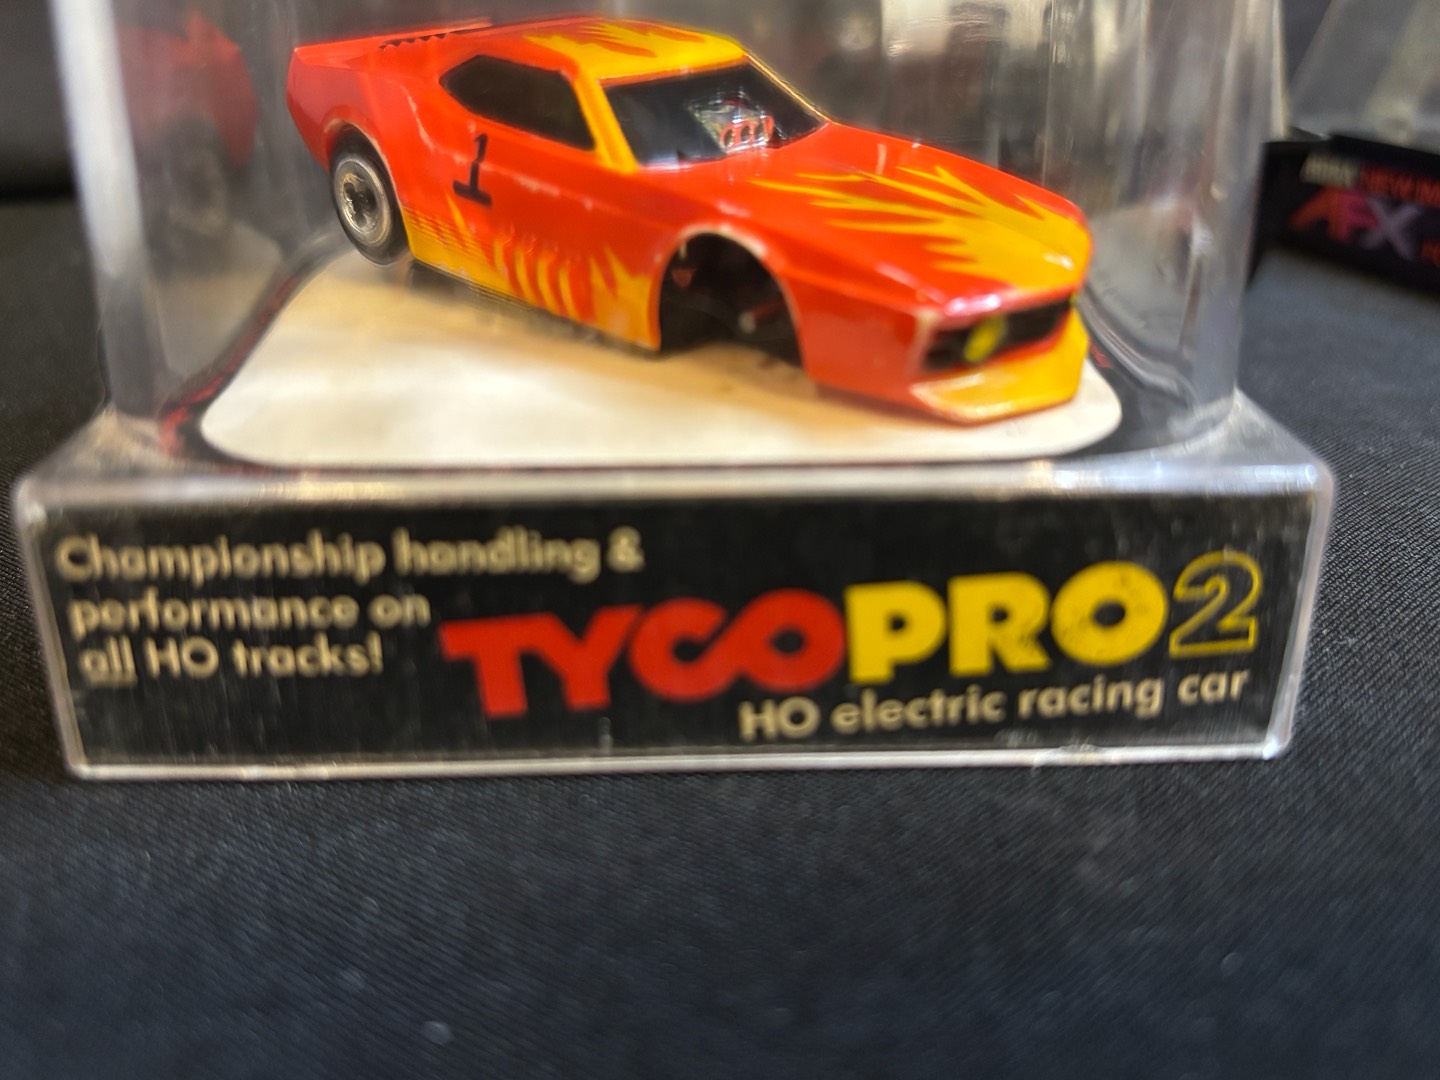 1
Championship handling &
performance on
all HO tracks!
TYCOPRO2
HO electric racing car
AFX